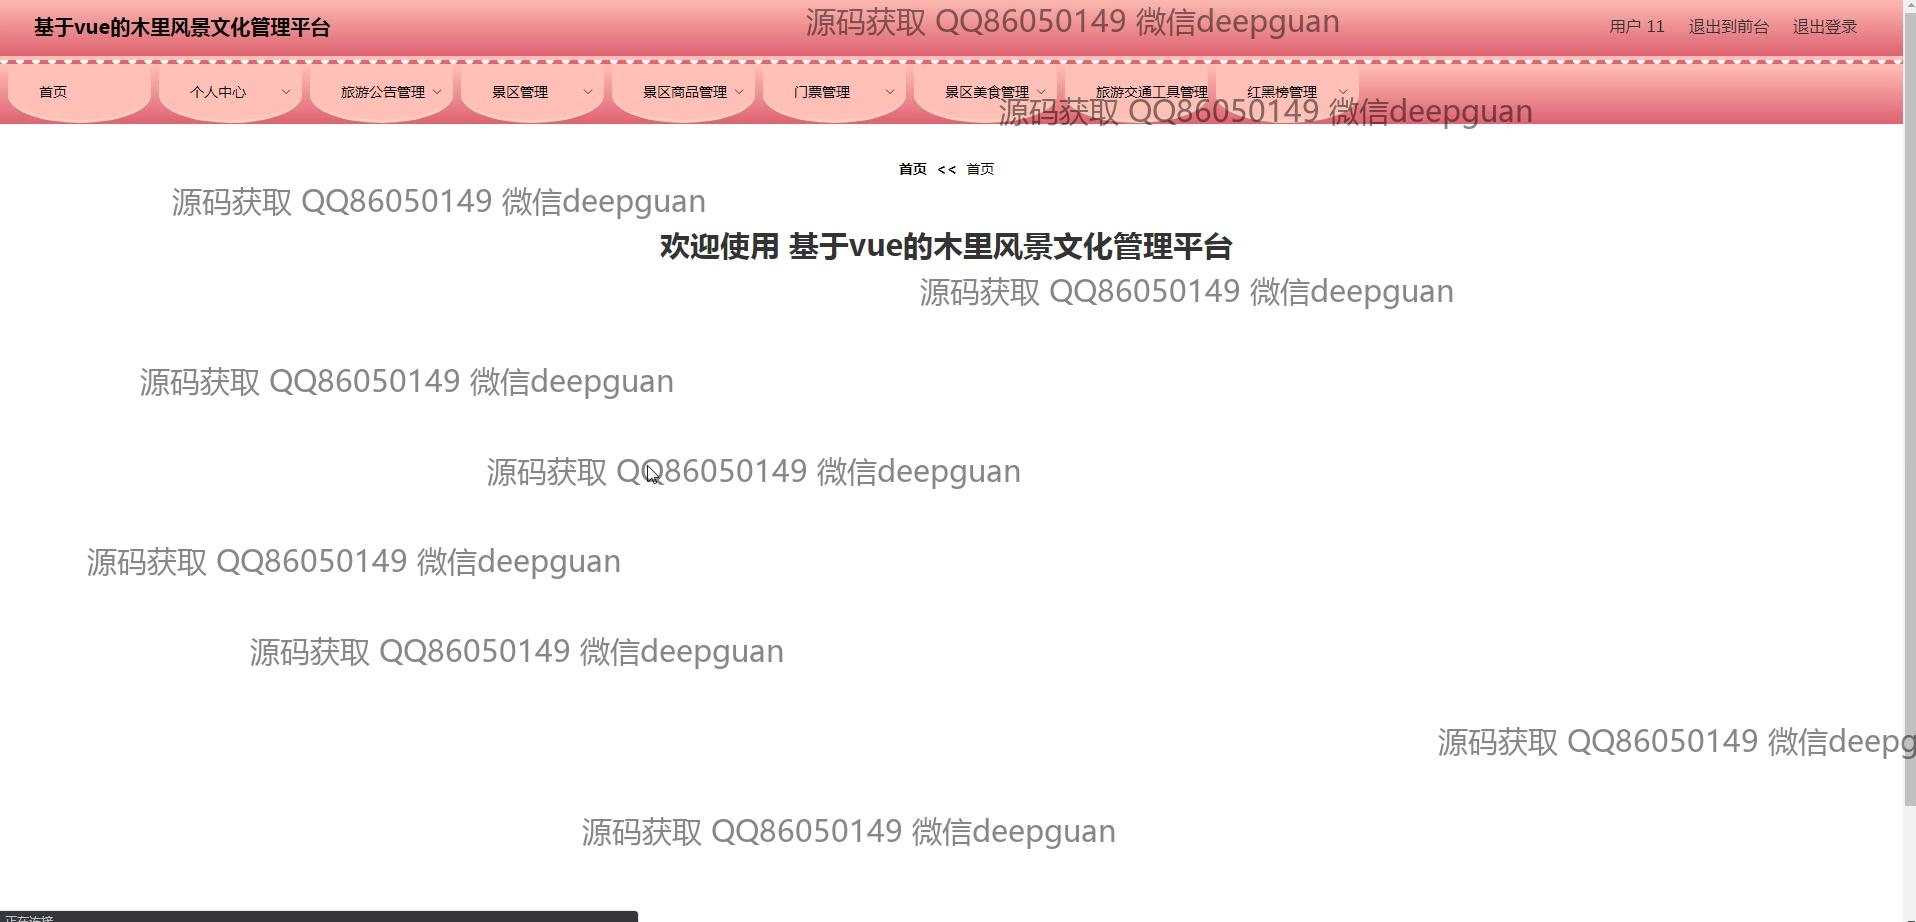 基于vue的木里风景文化管理平台
源码获取 QQ86050149 微信deepguan
用户 11 退出到前台 退出登录
首页 个人中心 旅游公告管理 景区管理 景区商品管理 门票管理 景区美食管理 旅游交通工具管理 红黑榜管理
源码获取 QQ86050149 微信deepguan
首页 << 首页
源码获取 QQ86050149 微信deepguan
欢迎使用 基于vue的木里风景文化管理平台
源码获取 QQ86050149 微信deepguan
源码获取 QQ86050149 微信deepguan
源码获取 QQ86050149 微信deepguan
源码获取 QQ86050149 微信deepguan
源码获取 QQ86050149 微信deepguan
源码获取 QQ86050149 微信deepg
源码获取 QQ86050149 微信deepguan